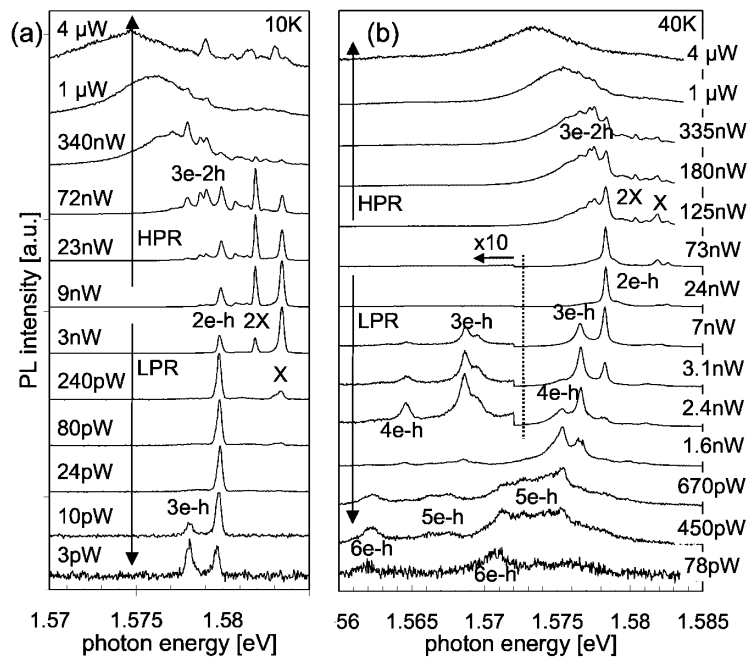 (a)
10K
4 µW
1 µW
340nW
3e-2h
72nW
HPR
23nW
9nW
2e-h 2X
3nW
LPR
240pW
X
80pW
24pW
3e-h
10pW
3pW
PL intensity [a.u.]
1.57 1.575 1.58
photon energy [eV]
(b)
40K
4 µW
1 µW
3e-2h
335nW
180nW
2X X
HPR
125nW
x10
73nW
2e-h
24nW
LPR
3e-h
3e-h
7nW
3.1nW
4e-h
2.4nW
4e-h
1.6nW
670pW
5e-h
5e-h
450pW
6e-h
6e-h
78pW
.56 1.565 1.57 1.575 1.58 1.585
photon energy [eV]